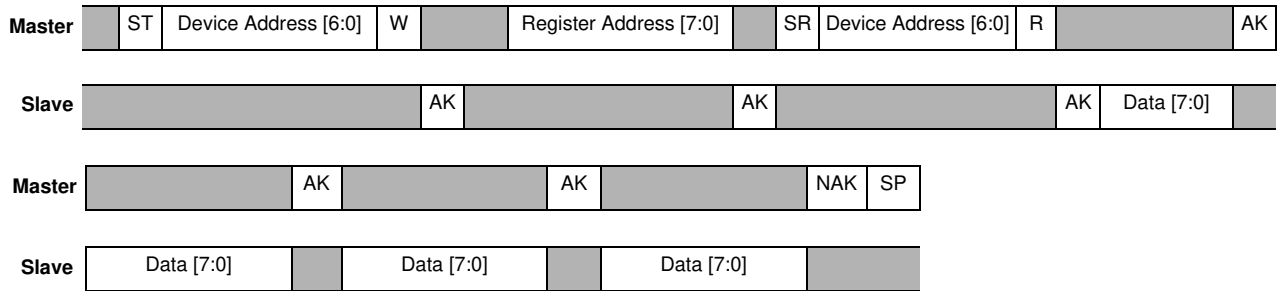 Master ST Device Address [6:0] W Register Address [7:0] SR Device Address [6:0] R AK
Slave AK AK AK Data [7:0]
Master AK AK NAK SP
Slave Data [7:0] Data [7:0] Data [7:0]